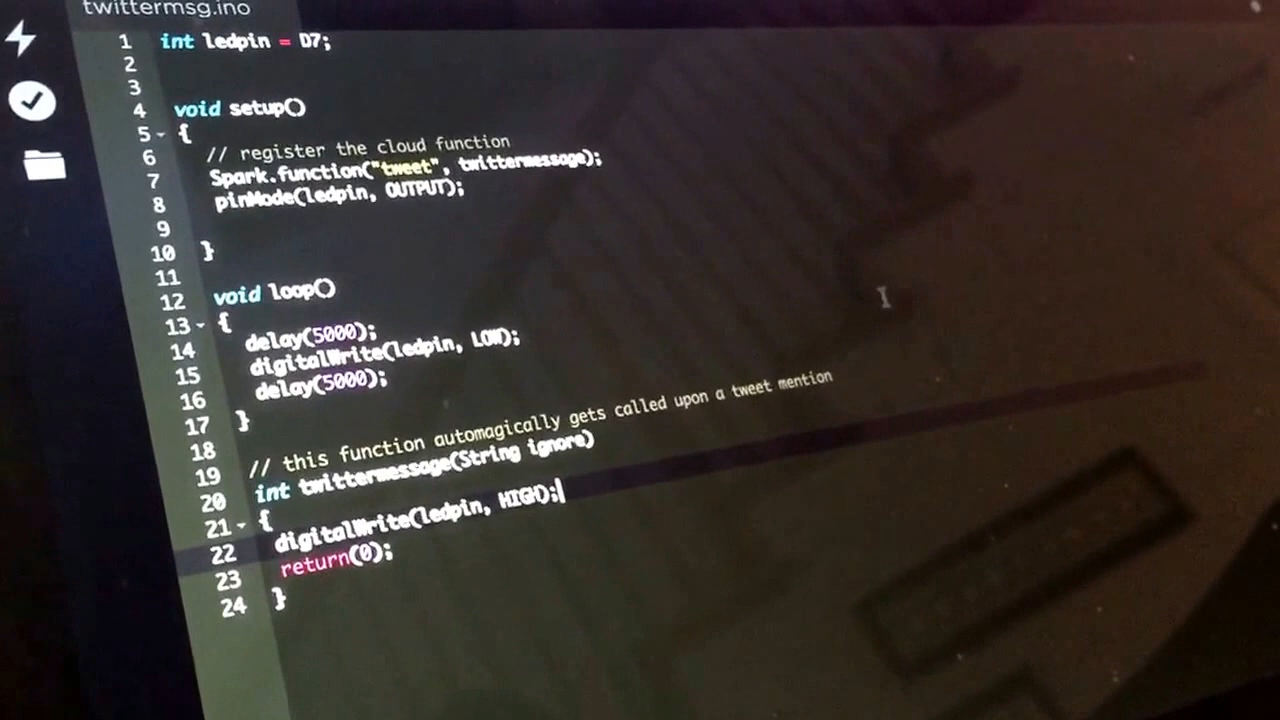 twittermsg.ino
1 int ledpin = D7;
2
3
4 void setup()
5 {
6 // register the cloud function
7 Spark.function("tweet", twittermessage);
8 pinMode(ledpin, OUTPUT);
9
10 }
11
12 void loop()
13 {
14 delay(5000);
15 digitalWrite(ledpin, LOW);
16 delay(5000);
17 }
18
19 // this function automagically gets called upon a tweet mention
20 int twittermessage(String ignore)
21 {
22 digitalWrite(ledpin, HIGH);
23 return(0);
24 }